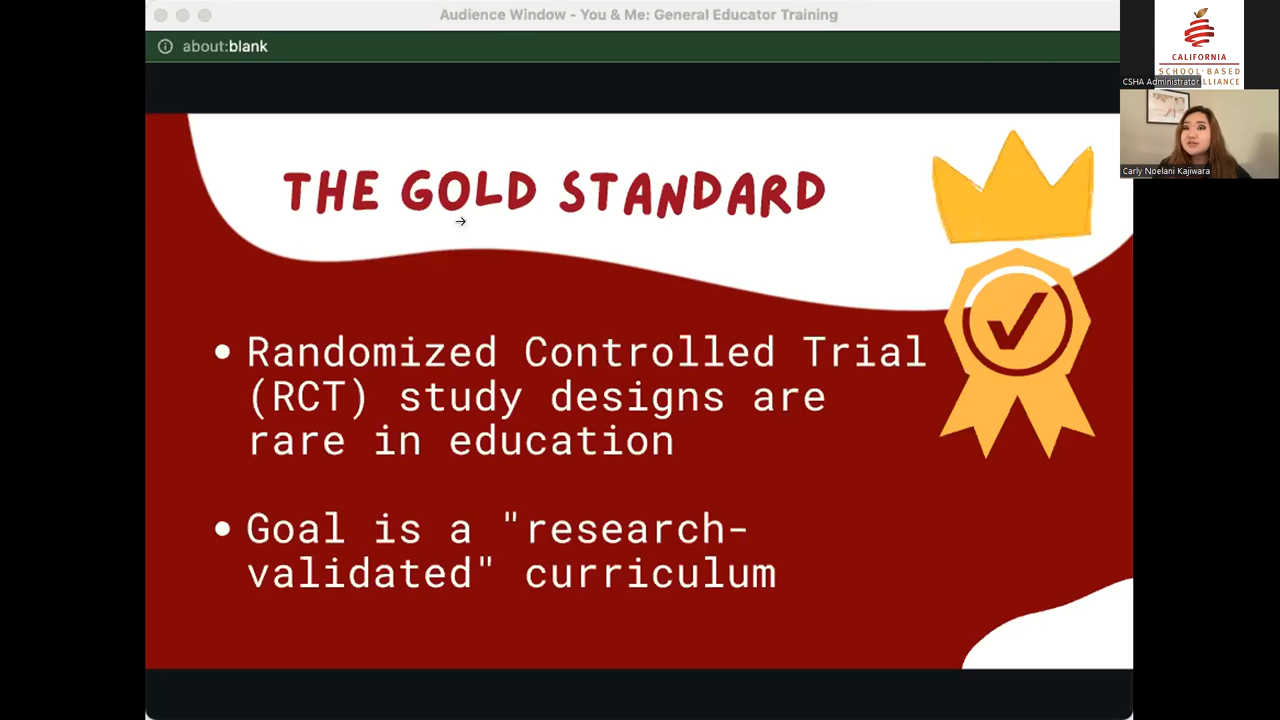 Audience Window - You & Me: General Educator Training
about:blank
THE GOLD STANDARD
• Randomized Controlled Trial
(RCT) study designs are
rare in education
• Goal is a "research-
validated" curriculum
CALIFORNIA
SCHOOL-BASED
CSHA Administrator
LLIANCE
Carly Noelani Kajiwara